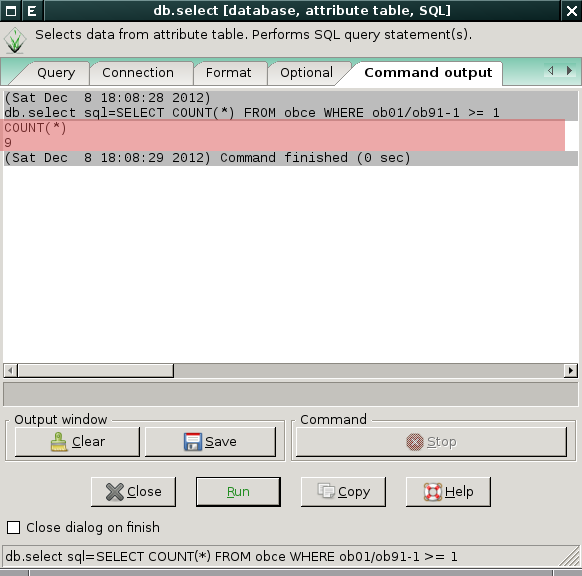 E db.select [database, attribute table, SQL]
Selects data from attribute table. Performs SQL query statement(s).
Query Connection Format Optional Command output
(Sat Dec  8 18:08:28 2012)
db.select sql=SELECT COUNT(*) FROM obce WHERE ob01/ob91-1 >= 1
COUNT(*)
9
(Sat Dec  8 18:08:29 2012) Command finished (0 sec)
Output window Command
Clear Save Stop
Close Run Copy Help
Close dialog on finish
db.select sql=SELECT COUNT(*) FROM obce WHERE ob01/ob91-1 >= 1